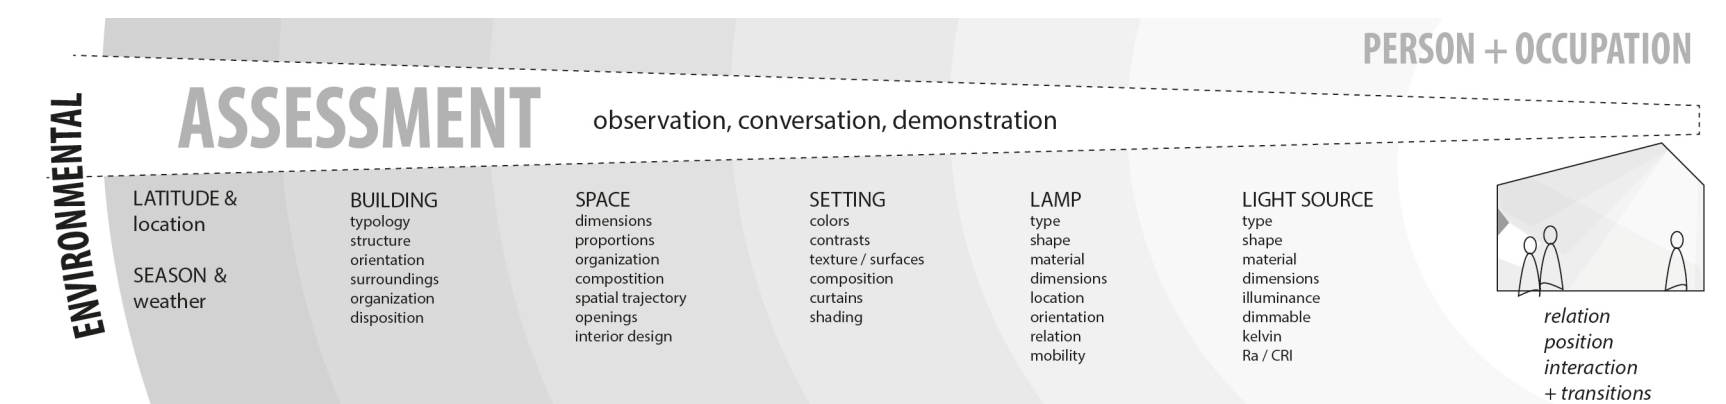 PERSON + OCCUPATION
ENVIRONMENTAL
ASSESSMENT
observation, conversation, demonstration
LATITUDE &
location
SEASON &
weather
BUILDING
typology
structure
orientation
surroundings
organization
disposition
SPACE
dimensions
proportions
organization
compostition
spatial trajectory
openings
interior design
SETTING
colors
contrasts
texture / surfaces
composition
curtains
shading
LAMP
type
shape
material
dimensions
location
orientation
relation
mobility
LIGHT SOURCE
type
shape
material
dimensions
illuminance
dimmable
kelvin
Ra / CRI
relation
position
interaction
+ transitions